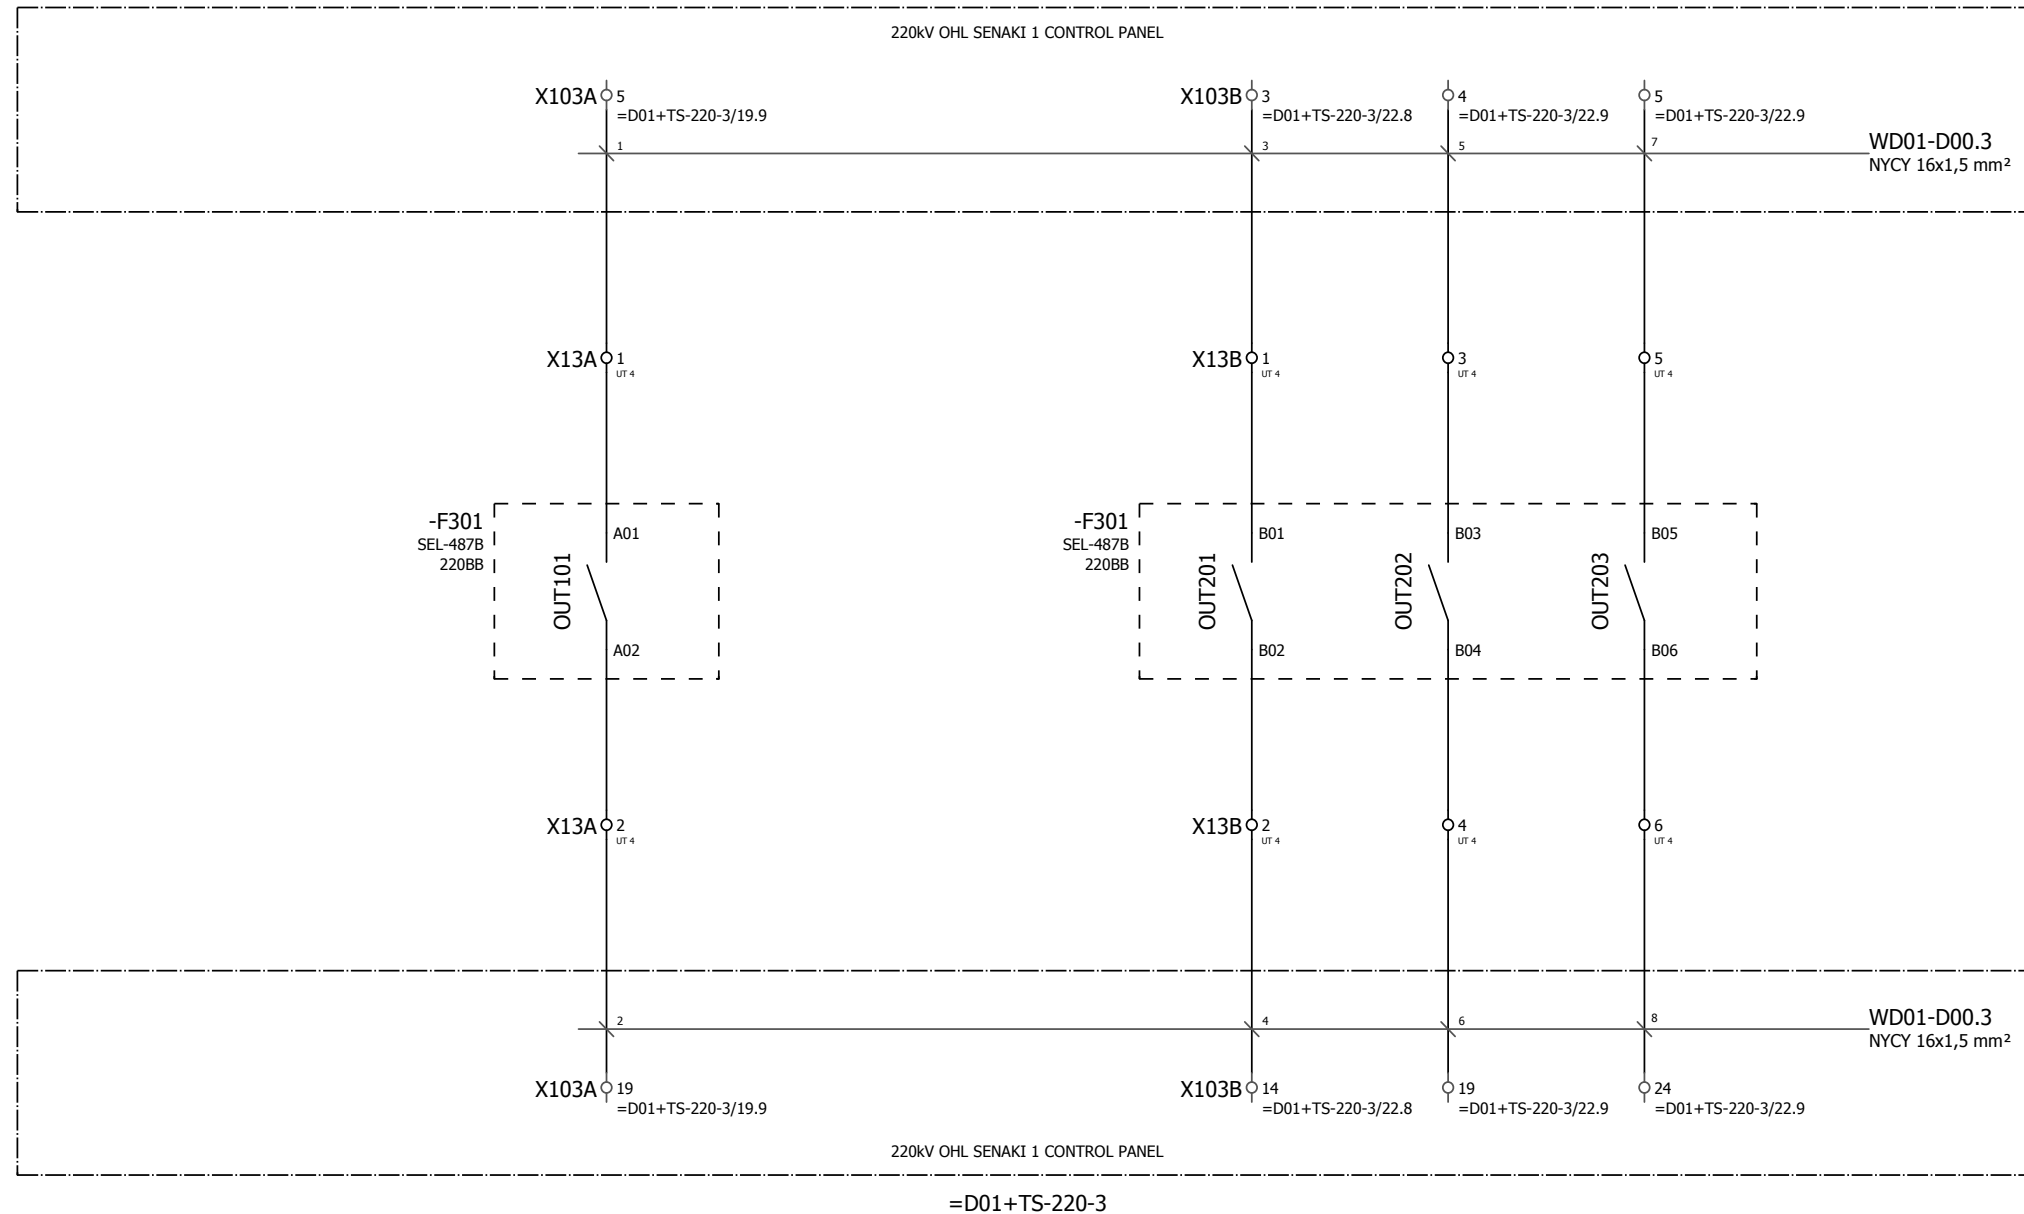 220kV OHL SENAKI 1 CONTROL PANEL
X103A 5 X103B 3 4 5
=D01+TS-220-3/19.9 =D01+TS-220-3/22.8 =D01+TS-220-3/22.9 =D01+TS-220-3/22.9
1 3 5 7 WD01-D00.3
NYCY 16x1,5 mm²
X13A 1 X13B 1 3 5
UT 4 UT 4 UT 4 UT 4
-F301 -F301
SEL-487B A01 SEL-487B B01 B03 B05
220BB 220BB
OUT101 OUT201 OUT202 OUT203
A02 B02 B04 B06
X13A 2 X13B 2 4 6
UT 4 UT 4 UT 4 UT 4
2 4 6 8 WD01-D00.3
NYCY 16x1,5 mm²
X103A 19 X103B 14 19 24
=D01+TS-220-3/19.9 =D01+TS-220-3/22.8 =D01+TS-220-3/22.9 =D01+TS-220-3/22.9
220kV OHL SENAKI 1 CONTROL PANEL
=D01+TS-220-3